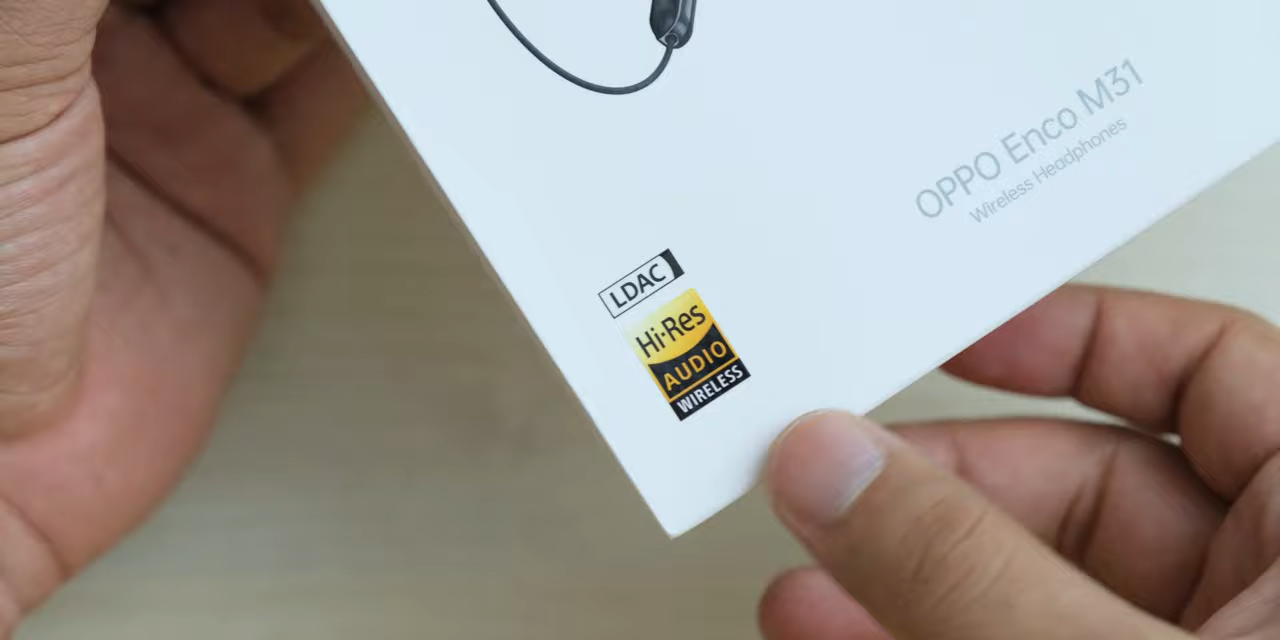 OPPO Enco M31
Wireless Headphones
LDAC
Hi-Res
AUDIO
WIRELESS